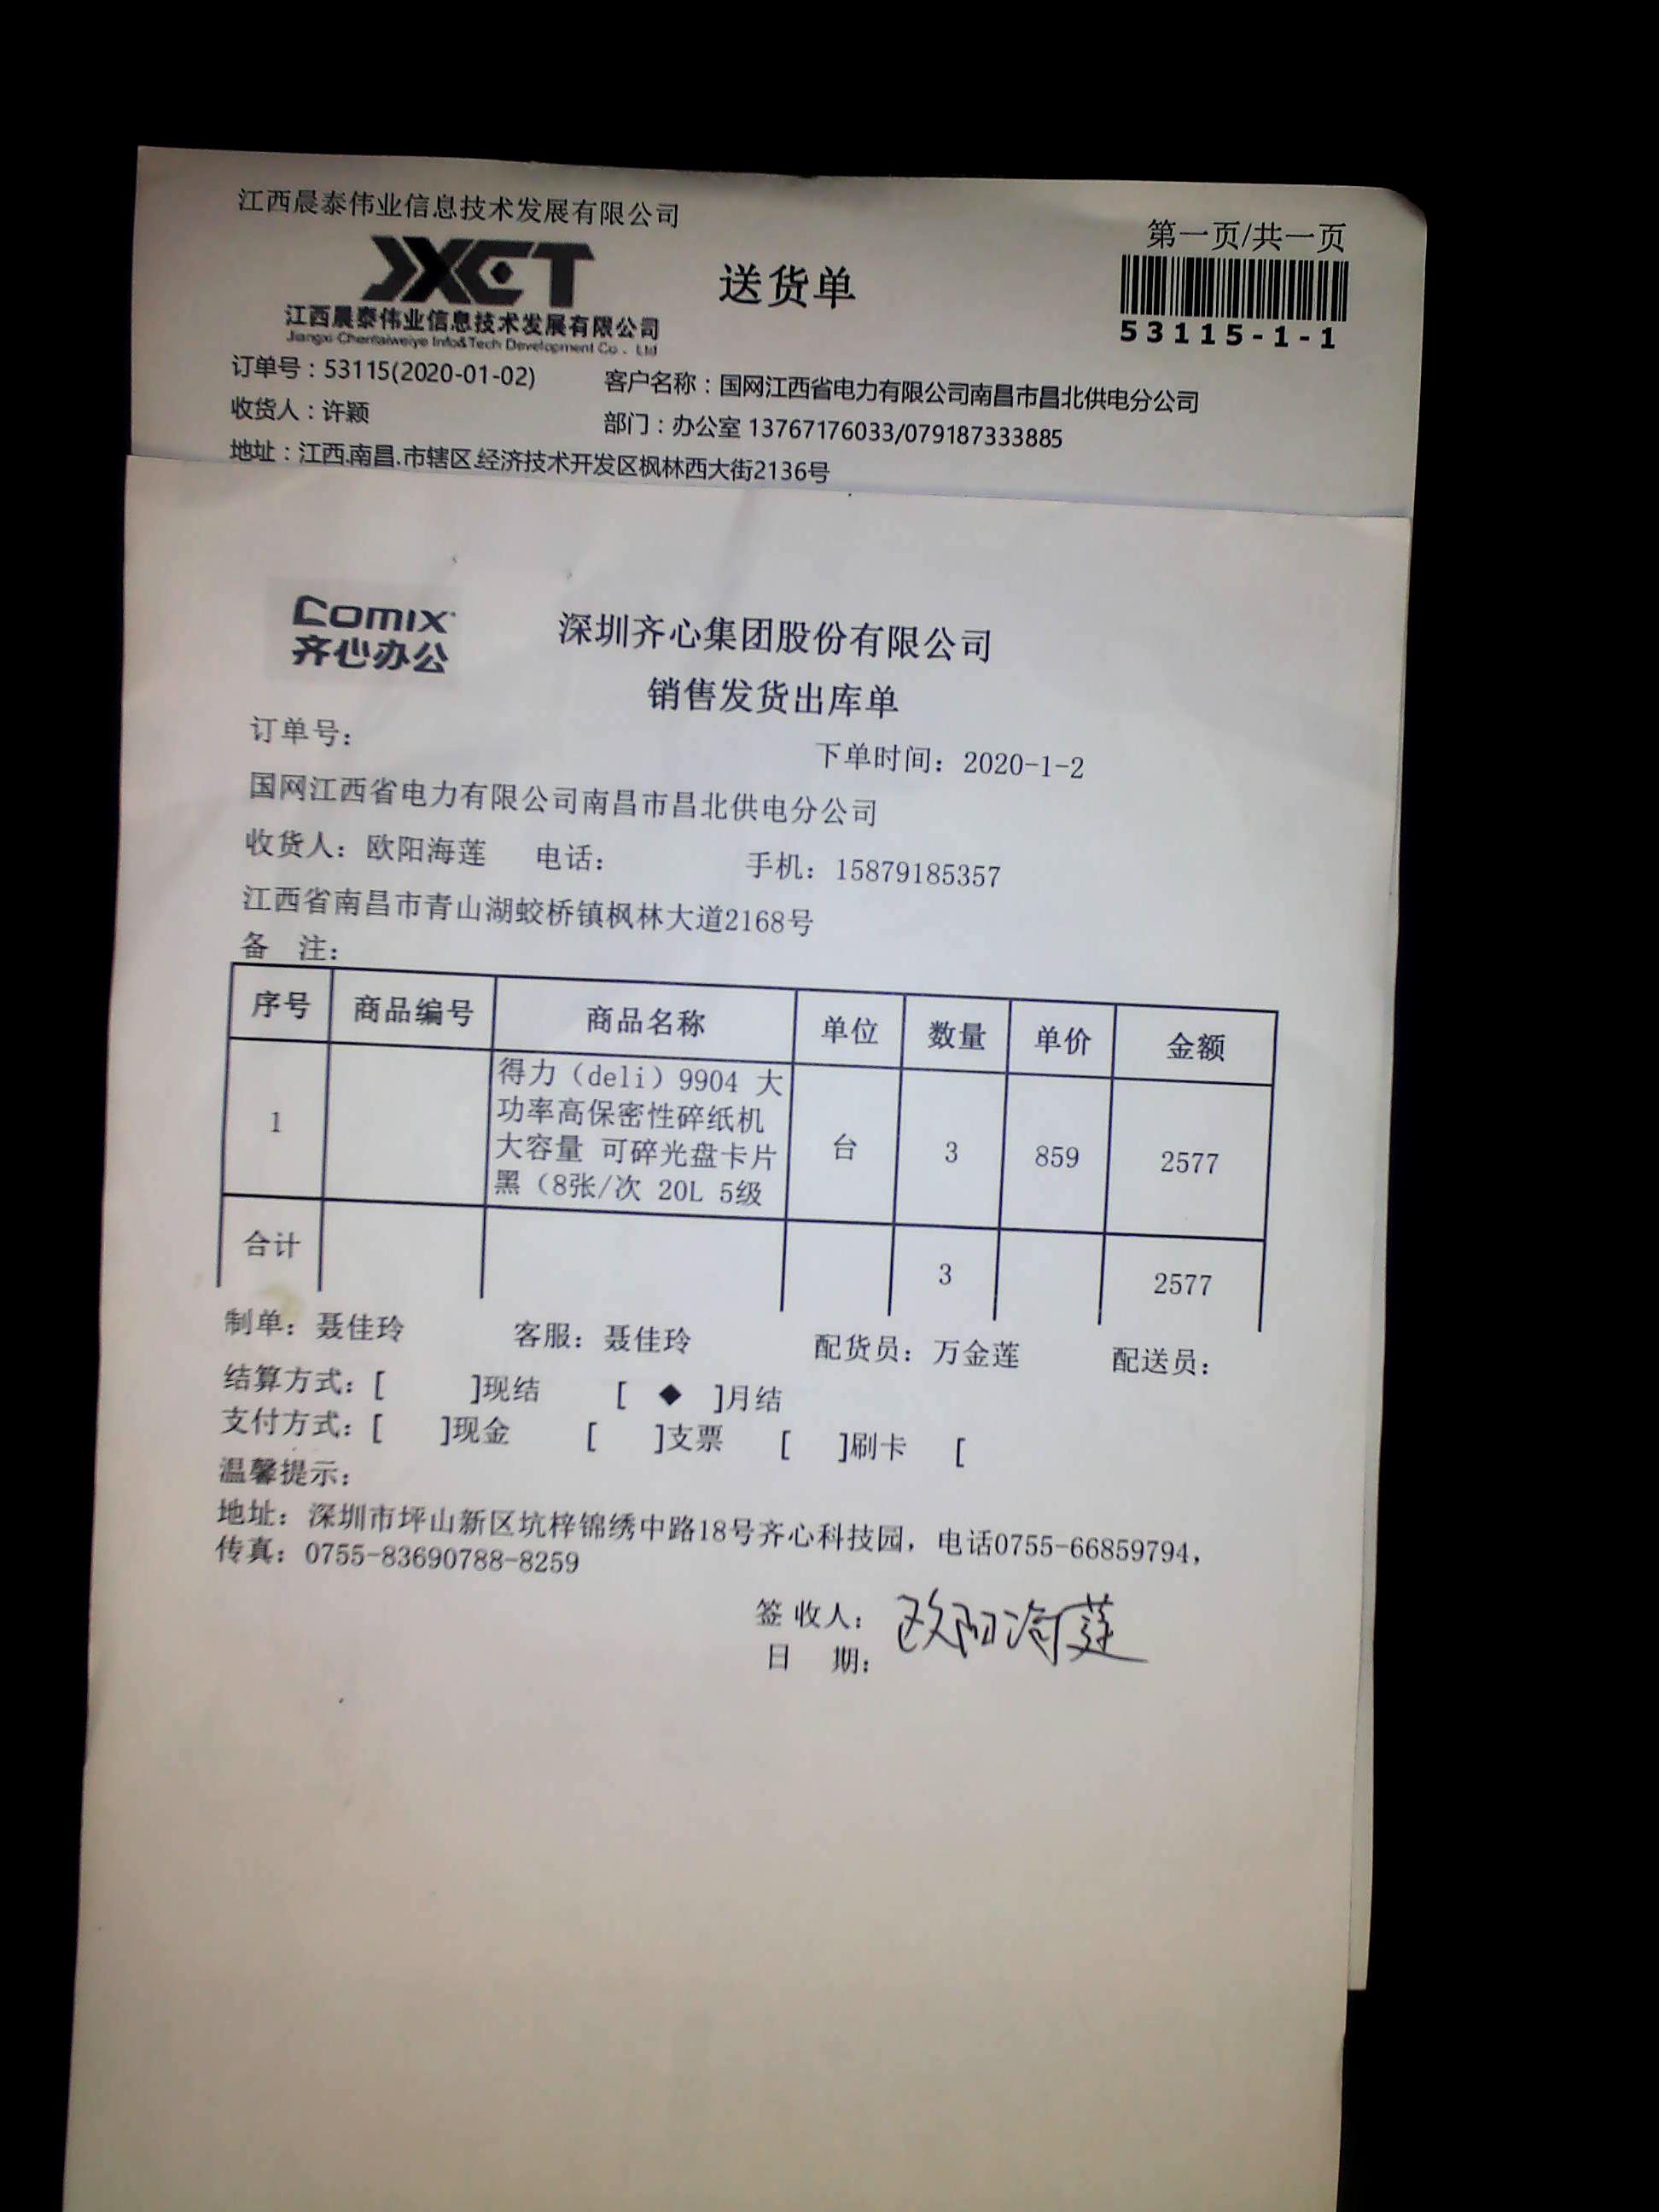 江西晨泰伟业信息技术发展有限公司
第一页/共一页
JXCT
送货单
江西晨泰伟业信息技术发展有限公司
Jiangxi Chentaiweiye Info&Tech Development Co., Ltd
53115-1-1
订单号：53115(2020-01-02)
客户名称：国网江西省电力有限公司南昌市昌北供电分公司
收货人：许颖
部门：办公室 13767176033/079187333885
地址：江西.南昌.市辖区.经济技术开发区枫林西大街2136号
COMIX
齐心办公
深圳齐心集团股份有限公司
销售发货出库单
订单号：
下单时间：2020-1-2
国网江西省电力有限公司南昌市昌北供电分公司
收货人：欧阳海莲 电话： 手机：15879185357
江西省南昌市青山湖蛟桥镇枫林大道2168号
备 注：
序号 商品编号 商品名称 单位 数量 单价 金额
得力（deli）9904 大
功率高保密性碎纸机
大容量 可碎光盘卡片
黑（8张/次 20L 5级
1 台 3 859 2577
合计 3 2577
制单：聂佳玲 客服：聂佳玲 配货员：万金莲 配送员：
结算方式：[ ]现结 [ ◆ ]月结
支付方式：[ ]现金 [ ]支票 [ ]刷卡 [
温馨提示：
地址：深圳市坪山新区坑梓锦绣中路18号齐心科技园，电话0755-66859794，
传真：0755-83690788-8259
签收人：欧阳海莲
日 期：